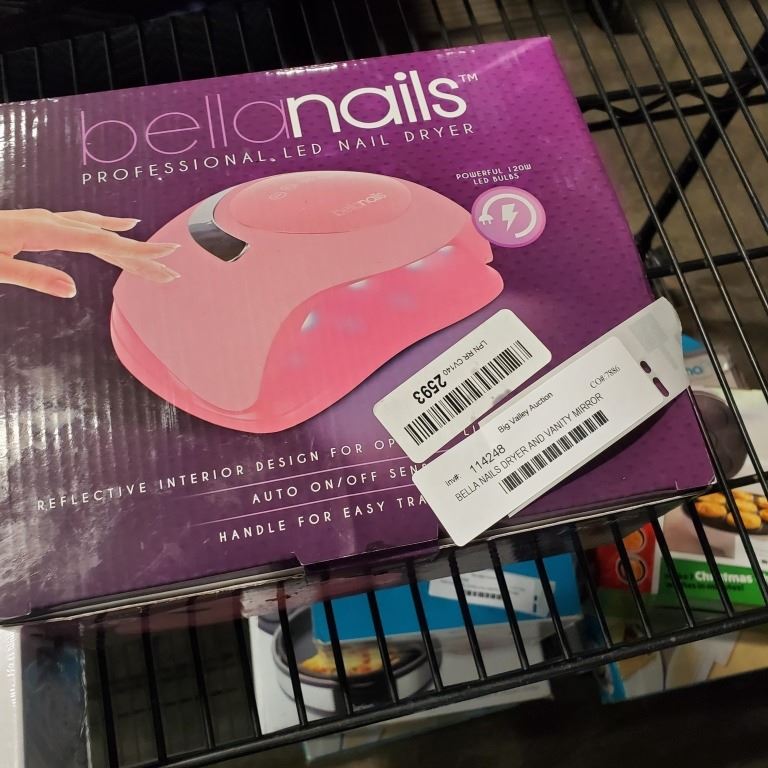 bellanails™
PROFESSIONAL LED NAIL DRYER
POWERFUL 120W
LED BULBS
bellanails
REFLECTIVE INTERIOR DESIGN FOR OP
AUTO ON/OFF SENS
HANDLE FOR EASY TRA
LPN RR CV140 2593
Big Valley Auction
CO#:7886
Inv#: 114248
BELLA NAILS DRYER AND VANITY MIRROR